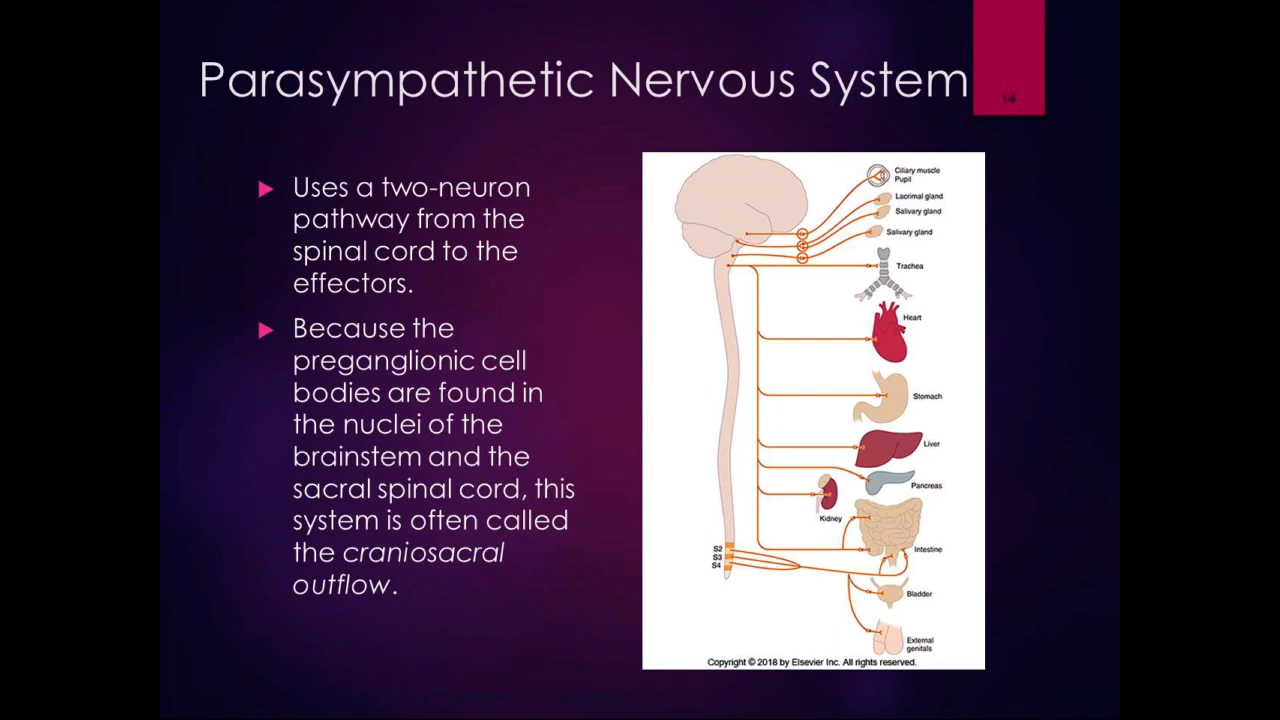 Parasympathetic Nervous System
14
Uses a two-neuron
pathway from the
spinal cord to the
effectors.
Because the
preganglionic cell
bodies are found in
the nuclei of the
brainstem and the
sacral spinal cord, this
system is often called
the craniosacral
outflow.
Ciliary muscle
Pupil
Lacrimal gland
Salivary gland
Salivary gland
Trachea
Heart
Stomach
Liver
Pancreas
Kidney
Intestine
S2
S3
S4
Bladder
External
genitals
Copyright © 2018 by Elsevier Inc. All rights reserved.